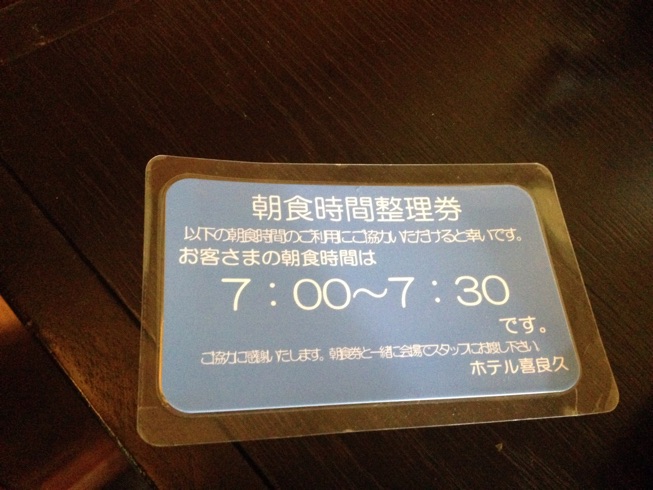 朝食時間整理券
以下の朝食時間のご利用にご協力いただけると幸いです。
お客さまの朝食時間は
7：00～7：30
です。
ご協力に感謝いたします。朝食券と一緒に会場でスタッフにお渡し下さい。
ホテル喜良久